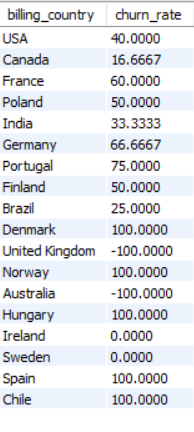 billing_country churn_rate
USA 40.0000
Canada 16.6667
France 60.0000
Poland 50.0000
India 33.3333
Germany 66.6667
Portugal 75.0000
Finland 50.0000
Brazil 25.0000
Denmark 100.0000
United Kingdom -100.0000
Norway 100.0000
Australia -100.0000
Hungary 100.0000
Ireland 0.0000
Sweden 0.0000
Spain 100.0000
Chile 100.0000